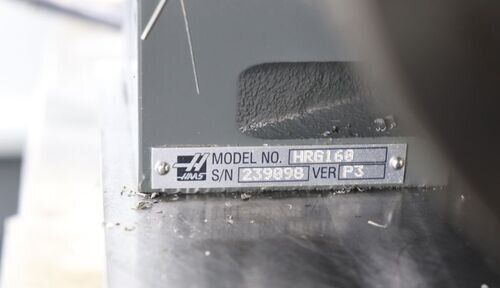 HAAS
MODEL NO. HRG160
S/N 239098 VER P3